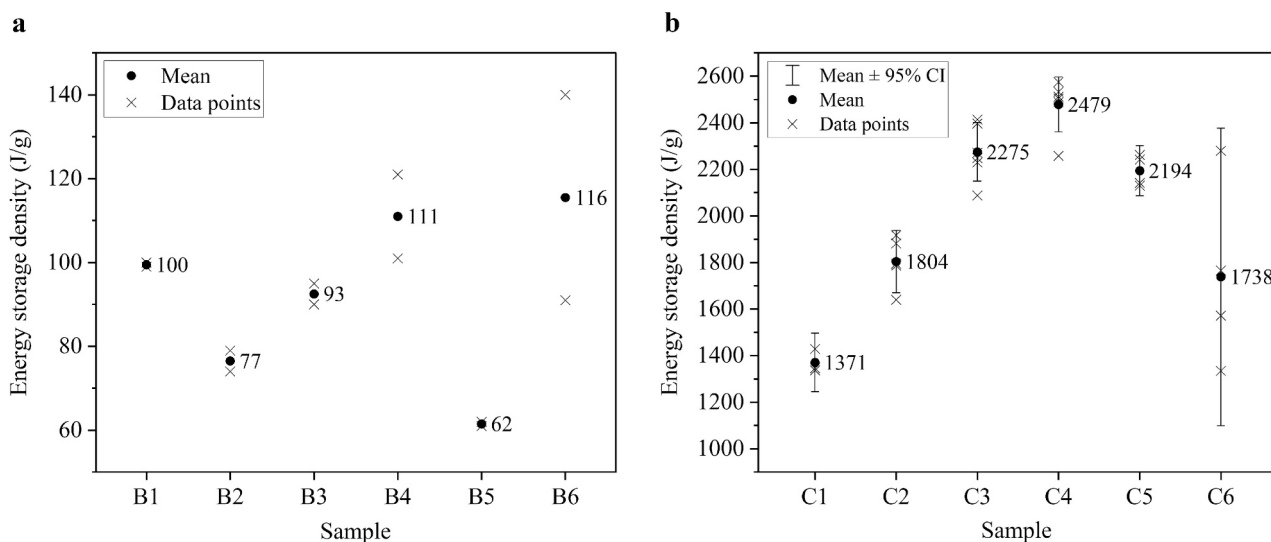 a
Energy storage density (J/g)
140
120
100
80
60
Mean
Data points
100
77
93
111
62
116
B1 B2 B3 B4 B5 B6
Sample
b
Energy storage density (J/g)
2600
2400
2200
2000
1800
1600
1400
1200
1000
Mean ± 95% CI
Mean
Data points
1371
1804
2275
2479
2194
1738
C1 C2 C3 C4 C5 C6
Sample